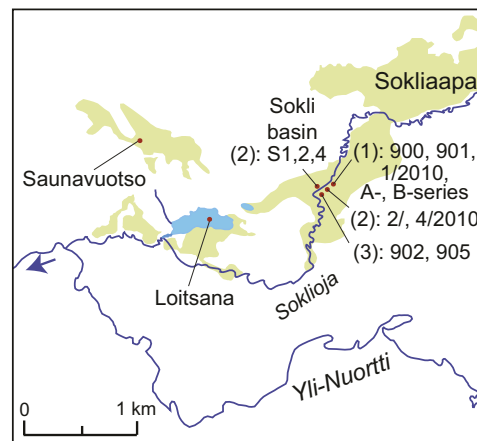 Sokliaapa
Sokli
basin
(2): S1,2,4
(1): 900, 901,
1/2010,
A-, B-series
(2): 2/, 4/2010
(3): 902, 905
Saunavuotso
Loitsana
Soklioja
Yli-Nuortti
0 1 km